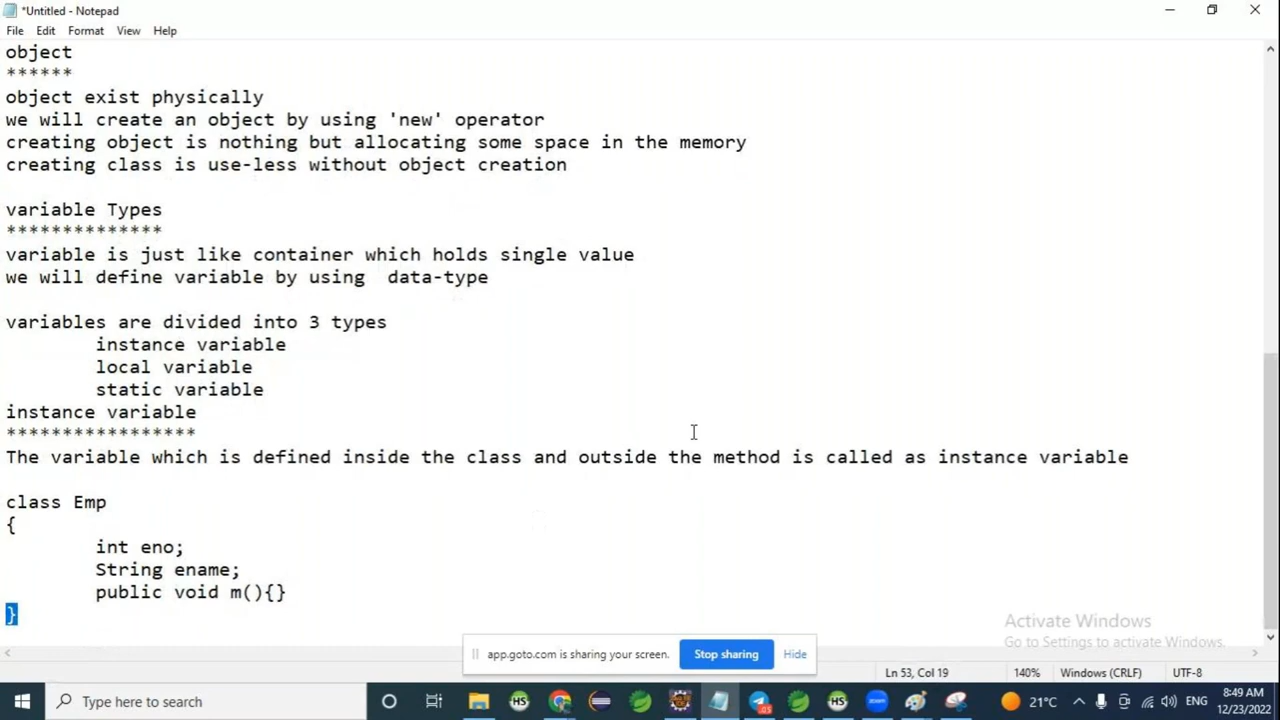 *Untitled - Notepad
File Edit Format View Help
object
******
object exist physically
we will create an object by using 'new' operator
creating object is nothing but allocating some space in the memory
creating class is use-less without object creation
variable Types
**************
variable is just like container which holds single value
we will define variable by using  data-type
variables are divided into 3 types
instance variable
local variable
static variable
instance variable
*****************
The variable which is defined inside the class and outside the method is called as instance variable
class Emp
{
int eno;
String ename;
public void m(){}
}
Activate Windows
Go to Settings to activate Windows.
app.goto.com is sharing your screen. Stop sharing Hide
Ln 53, Col 19 140% Windows (CRLF) UTF-8
Type here to search
21°C ENG
8:49 AM
12/23/2022